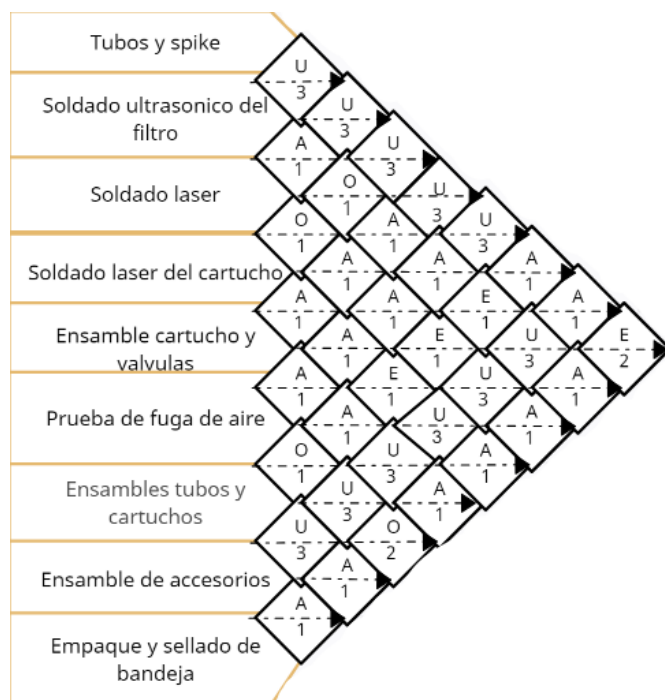 Tubos y spike
U
3
Soldado ultrasonico del
filtro
U
3
A U
1 3
Soldado laser
O U
1 3
O A U
1 1 3
Soldado laser del cartucho
A A A
1 1 1
A A E A
1 1 1 1
Ensamble cartucho y
valvulas
A E U E
1 1 3 2
A E U A
1 1 3 1
Prueba de fuga de aire
A U A
1 3 1
O U A
1 3 1
Ensambles tubos y
cartuchos
U A
3 1
U O
3 2
Ensamble de accesorios
A
1
A
1
Empaque y sellado de
bandeja